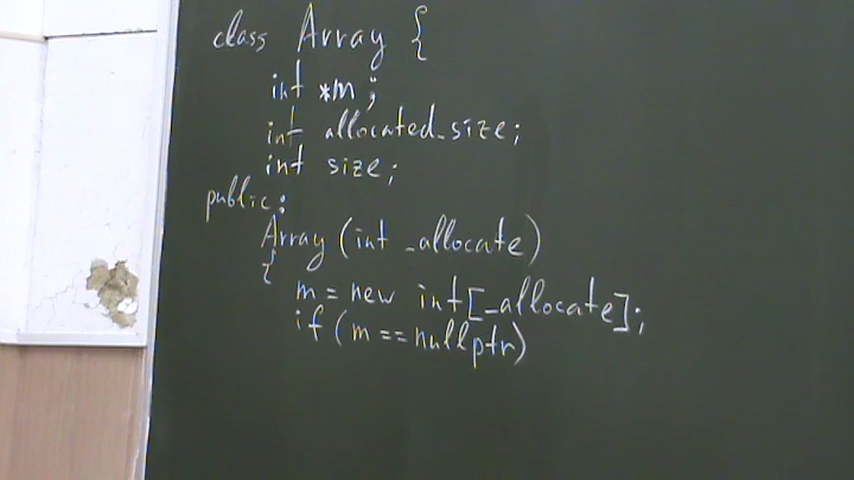 class Array {
int *m;
int allocated_size;
int size;
public:
Array (int _allocate)
{
m = new int[_allocate];
if (m == nullptr)